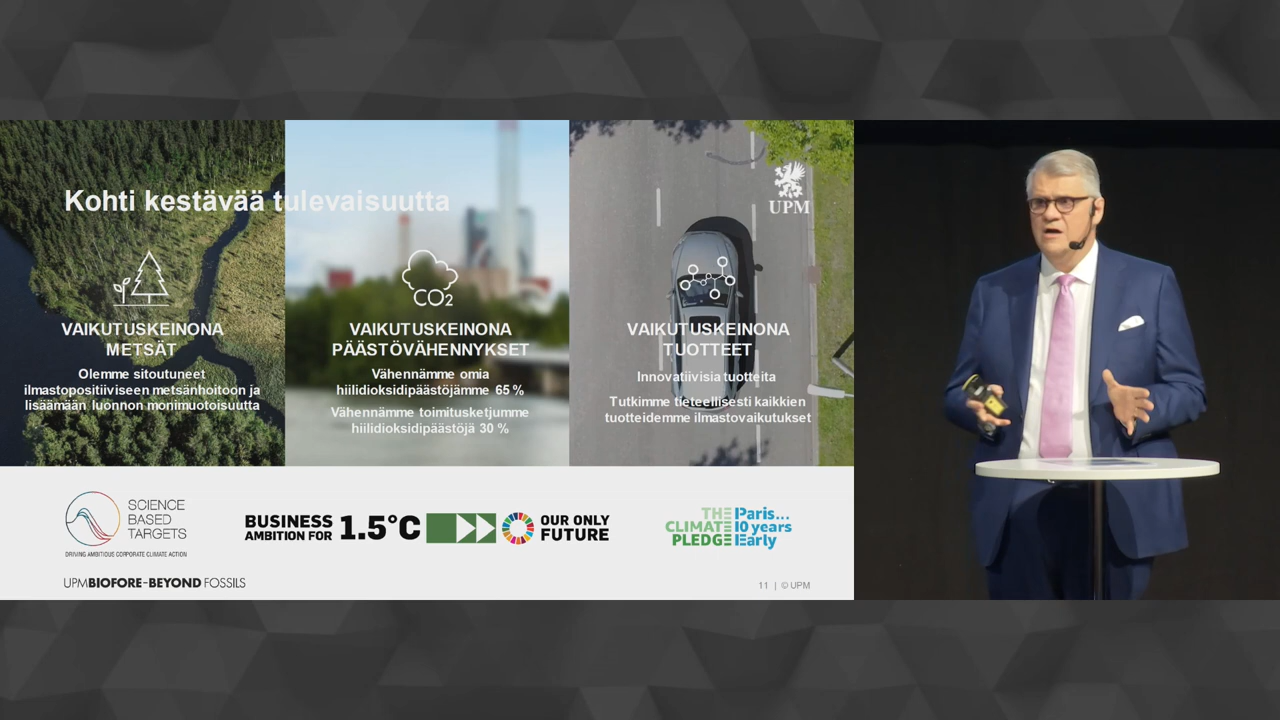 Kohti kestävää tulevaisuutta
UPM
CO2
VAIKUTUSKEINONA
METSÄT
Olemme sitoutuneet
ilmastopositiiviseen metsänhoitoon ja
lisäämään luonnon monimuotoisuutta
VAIKUTUSKEINONA
PÄÄSTÖVÄHENNYKSET
Vähennämme omia
hiilidioksidipäästöjämme 65 %
Vähennämme toimitusketjumme
hiilidioksidipäästöjä 30 %
VAIKUTUSKEINONA
TUOTTEET
Innovatiivisia tuotteita
Tutkimme tieteellisesti kaikkien
tuotteidemme ilmastovaikutukset
SCIENCE
BASED
TARGETS
DRIVING AMBITIOUS CORPORATE CLIMATE ACTION
BUSINESS
AMBITION FOR
1.5°C
OUR ONLY
FUTURE
THE
CLIMATE
PLEDGE
Paris...
10 years
Early
UPMBIOFORE-BEYOND FOSSILS
11 | © UPM